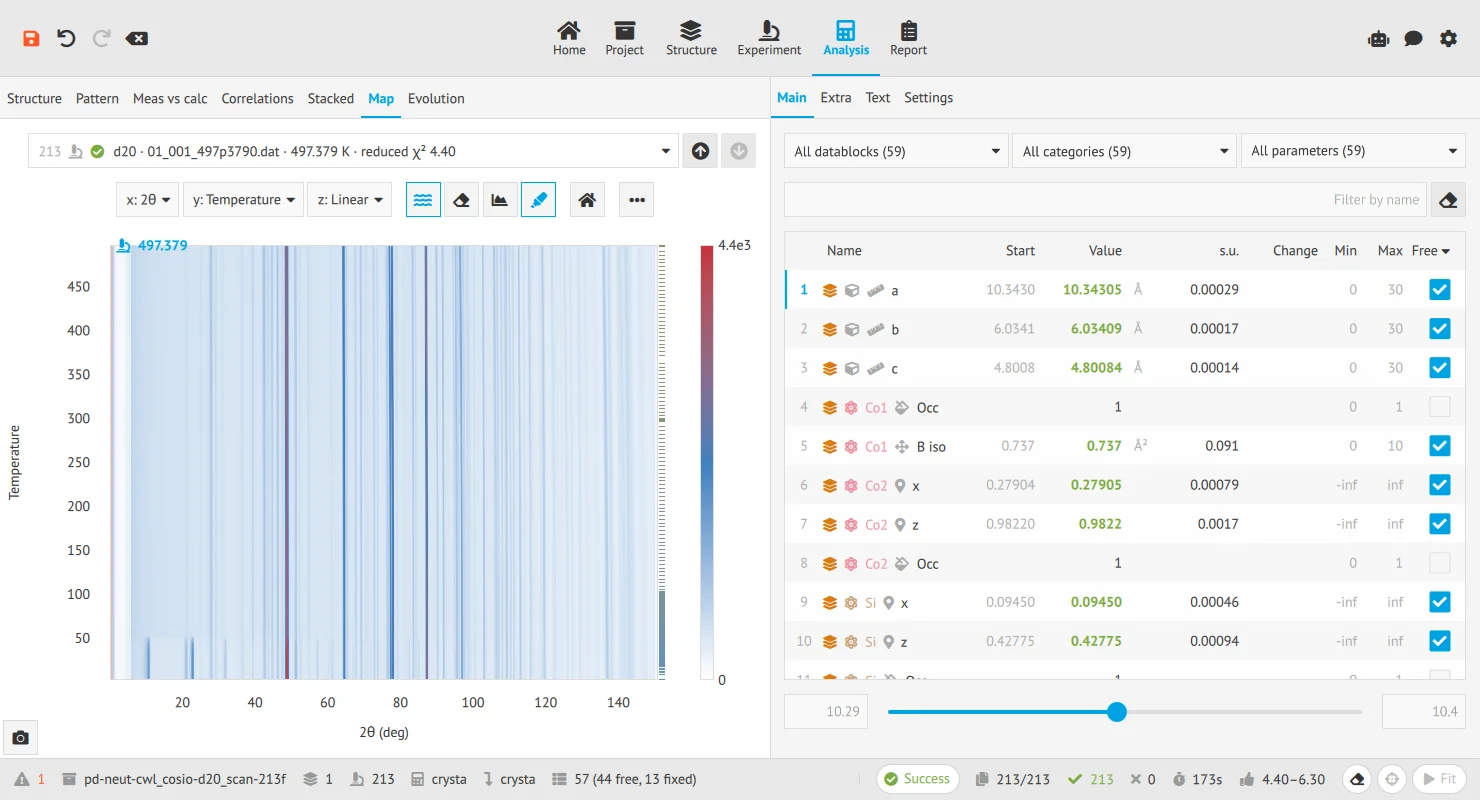 Home Project Structure Experiment Analysis Report
Structure Pattern Meas vs calc Correlations Stacked Map Evolution
Main Extra Text Settings
213 d20 · 01_001_497p3790.dat · 497.379 K · reduced χ² 4.40
All datablocks (59) All categories (59) All parameters (59)
x: 2θ y: Temperature z: Linear
Filter by name
497.379
4.4e3
450
400
350
300
250
200
150
100
50
Temperature
0
20 40 60 80 100 120 140
2θ (deg)
Name Start Value s.u. Change Min Max Free
1 a 10.3430 10.34305 Å 0.00029 0 30
2 b 6.0341 6.03409 Å 0.00017 0 30
3 c 4.8008 4.80084 Å 0.00014 0 30
4 Co1 Occ 1 0 1
5 Co1 B iso 0.737 0.737 Å² 0.091 0 10
6 Co2 x 0.27904 0.27905 0.00079 -inf inf
7 Co2 z 0.98220 0.9822 0.0017 -inf inf
8 Co2 Occ 1 0 1
9 Si x 0.09450 0.09450 0.00046 -inf inf
10 Si z 0.42775 0.42775 0.00094 -inf inf
11 Si Occ 1 0 1
10.29 10.4
1 pd-neut-cwl_cosio-d20_scan-213f 1 213 crysta crysta 57 (44 free, 13 fixed)
Success 213/213 213 0 173s 4.40–6.30 Fit